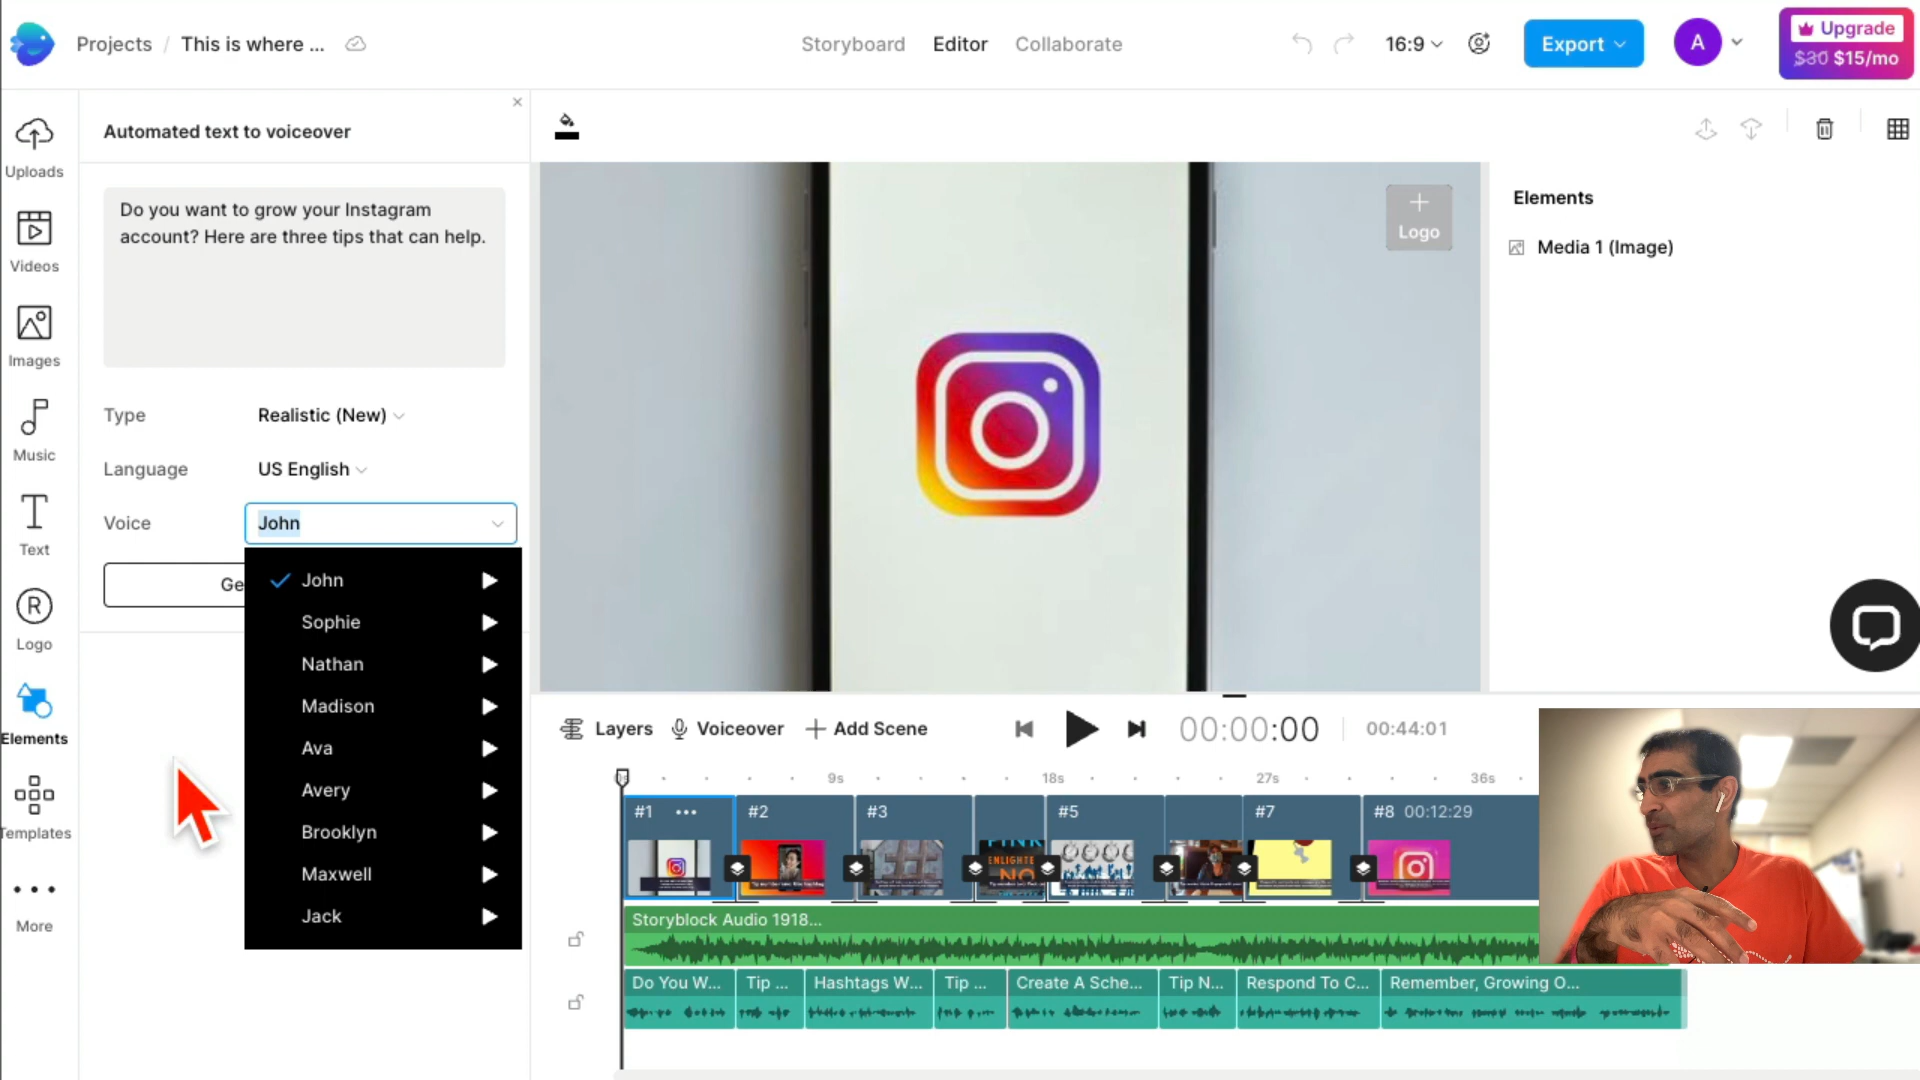 Projects / This is where ...
Storyboard
Editor
Collaborate
16:9
Export
A
Upgrade
$30 $15/mo
Uploads
Videos
Images
Music
Text
Logo
Elements
Templates
More
Automated text to voiceover
Do you want to grow your Instagram
account? Here are three tips that can help.
Type
Realistic (New)
Language
US English
Voice
John
Ge
John
Sophie
Nathan
Madison
Ava
Avery
Brooklyn
Maxwell
Jack
Logo
Elements
Media 1 (Image)
Layers
Voiceover
Add Scene
00:00:00
00:44:01
9s
18s
27s
36s
#1
#2
#3
#5
#7
#8 00:12:29
ENLIGHTE
NO
Storyblock Audio 1918...
Do You W...
Tip ...
Hashtags W...
Tip ...
Create A Sche...
Tip N...
Respond To C...
Remember, Growing O...